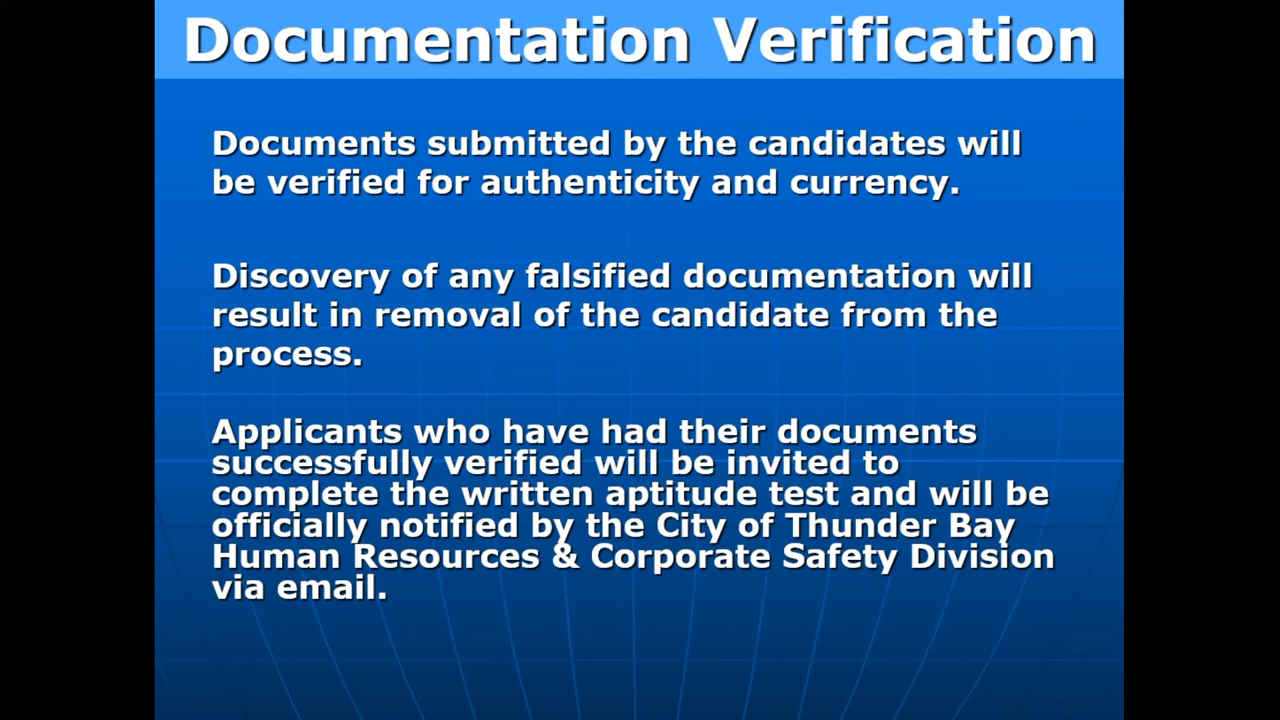 Documentation Verification
Documents submitted by the candidates will
be verified for authenticity and currency.
Discovery of any falsified documentation will
result in removal of the candidate from the
process.
Applicants who have had their documents
successfully verified will be invited to
complete the written aptitude test and will be
officially notified by the City of Thunder Bay
Human Resources & Corporate Safety Division
via email.